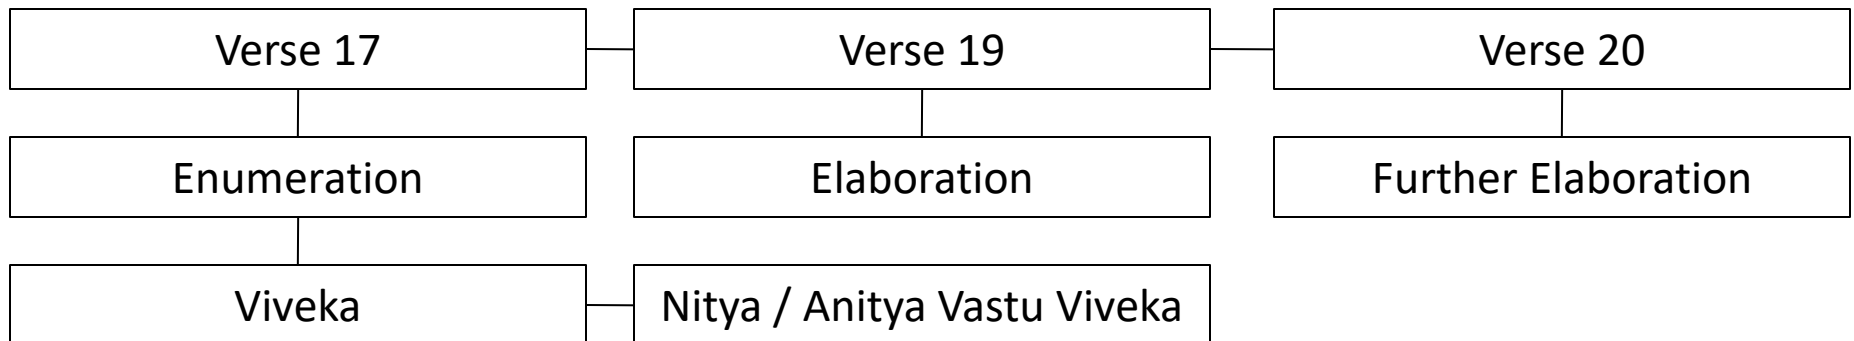 Verse 17
Verse 19
Verse 20
Enumeration
Elaboration
Further Elaboration
Viveka
Nitya / Anitya Vastu Viveka